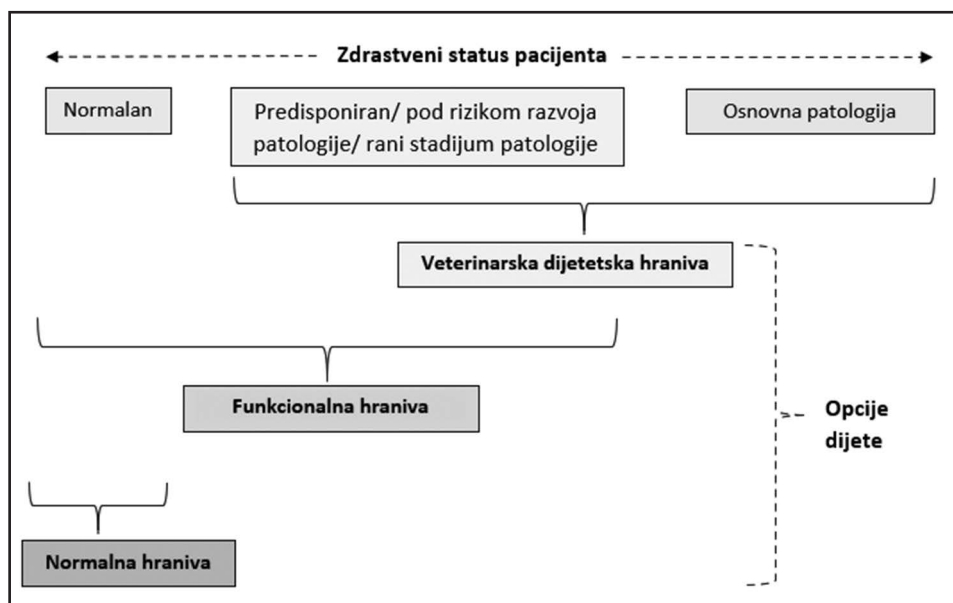 Zdrastveni status pacijenta
Normalan
Predisponiran/ pod rizikom razvoja
patologije/ rani stadijum patologije
Osnovna patologija
Veterinarska dijetetska hraniva
Funkcionalna hraniva
Opcije
dijete
Normalna hraniva